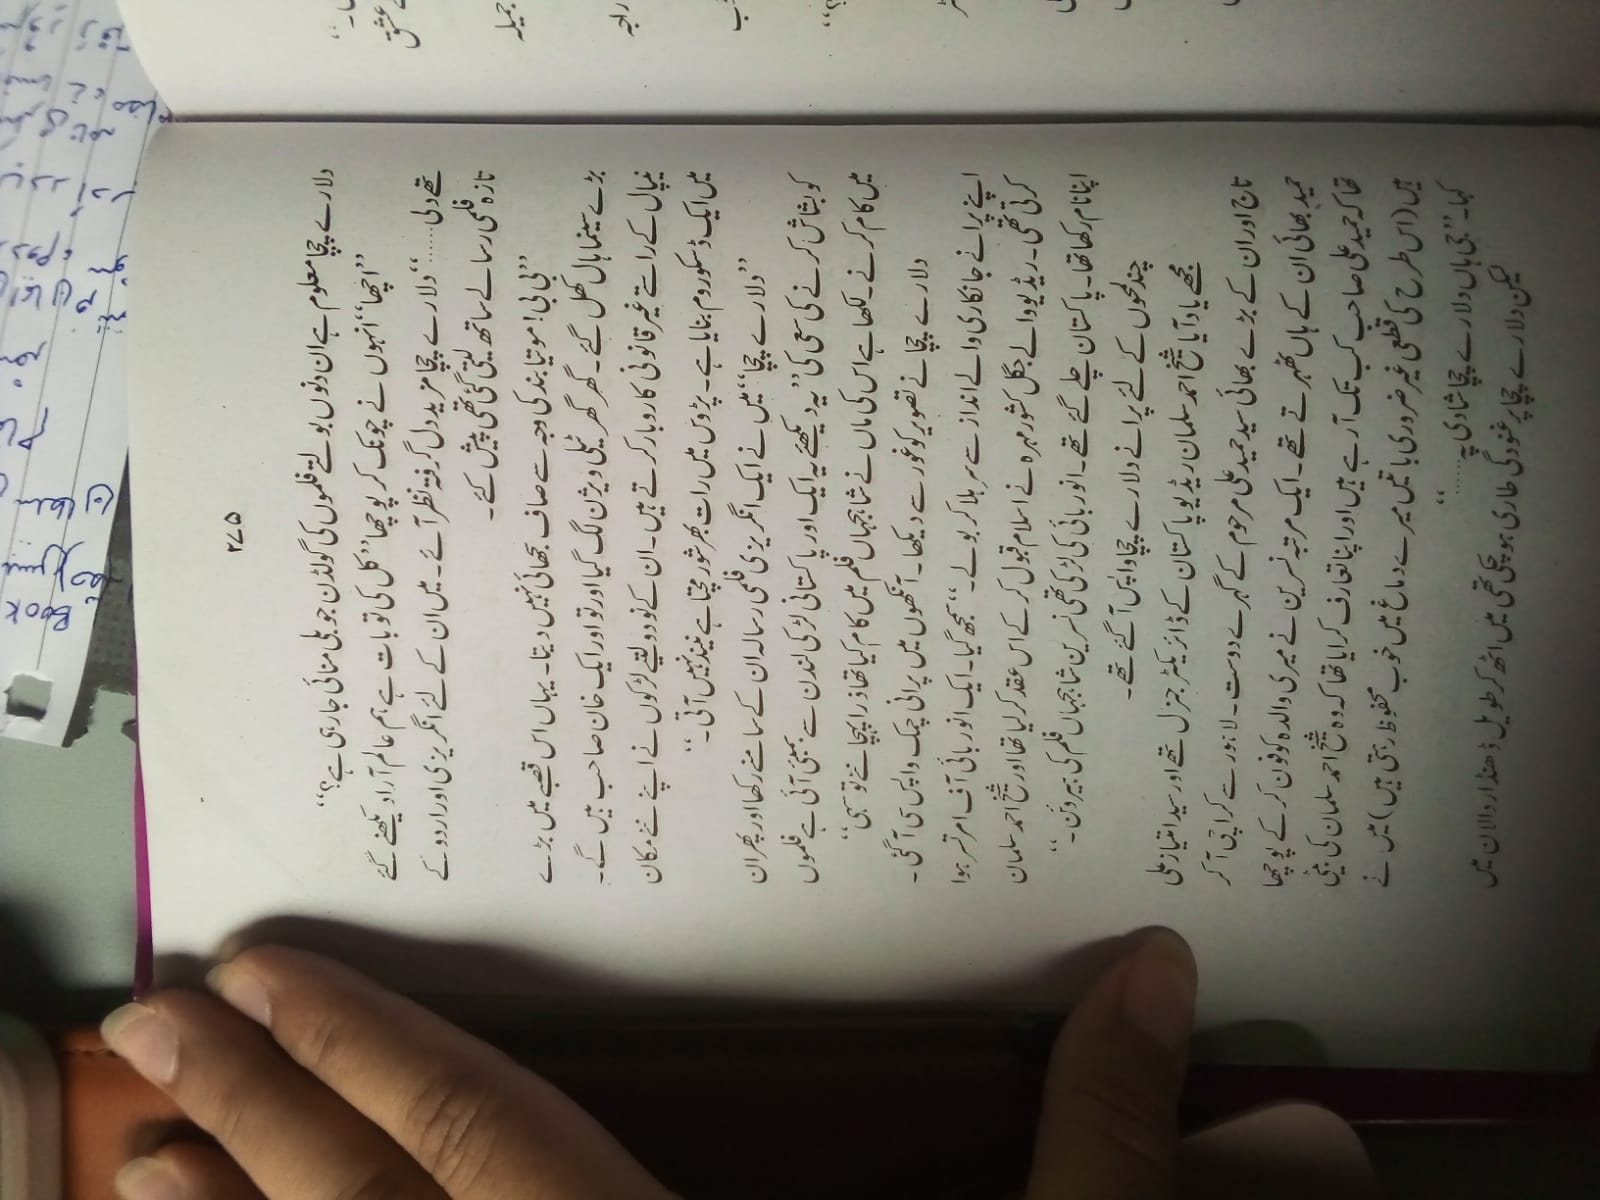 ۲۷۵
دلارے چچا معلوم ہے ان دنوں بولتے فلموں کی گولڈن جوبلی منائی جارہی ہے؟‘‘
’’اچھا‘‘ انہوں نے چونک کر پوچھا ’’کل کی تو بات ہے ہم عالم آرا دیکھنے گئے
تھے دلی.....‘‘ دلارے چچا مزید دل گرفتہ نظر آئے۔ میں ان کے لئے انگریزی اور اردو کے
تازہ فلمی رسالے ساتھ لیتی گئی تھی پیش کئے۔
’’بی بی! موتیا بند کی وجہ سے صاف سجھائی نہیں دیتا۔ یہاں اس قصبے میں بڑے
بڑے سینما ہال کھل گئے۔ گھر گھر ٹیلی ویژن لگ گیا اور تو اور ایک خان صاحب ہیں گے۔
نیپال کے راستے غیر قانونی کاروبار کرتے ہیں۔ ان کے نو دولتیے لڑکوں نے اپنے نئے مکان
میں ایک ڈسکو روم بنایا ہے۔ پڑوس میں رات بھر شور مچتا ہے نیند نہیں آتی۔‘‘
’’دلارے چچا‘‘ میں نے ایک انگریزی فلمی رسالہ ان کے سامنے رکھا اور پھر ان
کو بشاش کرنے کی سعی کی ’’یہ دیکھئے یہ ایک اور پاکستانی لڑکی لندن سے بمبئی آئی ہے فلموں
میں کام کرنے۔ لکھا ہے اس کی ماں نے شاہجہاں فلم میں کام کیا تھا ذرا پہچانئے تو سہی‘‘
دلارے چچا نے تصویر کو غور سے دیکھا۔ آنکھوں میں پرانی چمک واپس سی آ گئی۔
اپنے پرانے جانکاری والے انداز سے سر ہلا کر بولے۔‘‘ سمجھ گیا۔ ایک انور بائی آف امرتسر ہوا
کرتی تھی۔ ریڈیو والے جگل کشور مہرہ نے اسلام قبول کر کے اس عقد کرلیا تھا اور شیخ احمد سلمان
اپنا نام رکھا تھا۔ پاکستان چلے گئے تھے۔ انور بائی کی لڑکی تھی نسرین شاہجہاں فلم کی ہیروئن۔‘‘
چند لمحوں کے لئے پرانے دلارے چچا واپس آ گئے تھے۔
مجھے یاد آیا شیخ احمد سلمان ریڈیو پاکستان کے ڈائریکٹر جنرل تھے اور سید امتیاز علی
تاج اور ان کے بڑے بھائی سید حمید علی مرحوم کے گہرے دوست۔ لاہور سے کراچی آ کر
حمید بھائی ان کے ہاں ٹھہرتے تھے۔ ایک مرتبہ نسرین نے میری والدہ کو فون کر کے پوچھا
تھا کہ حمید علی صاحب کب تک آرہے ہیں اور اپنا تعارف کرایا تھا کہ وہ شیخ احمد سلمان کی بیٹی
ہیں (اس طرح کی قطعی غیر ضروری باتیں میرے دماغ میں خوب محفوظ رہتی ہیں) میں نے
کہا۔ ’’جی ہاں دلارے چچا شادی پہ......‘‘
لیکن دلارے چچا پر غنودگی طاری ہو چکی تھی میں اٹھ کر طویل ڈھنڈار دالان میں
Book
سلطان
جمیلہ
راجہ
عشق